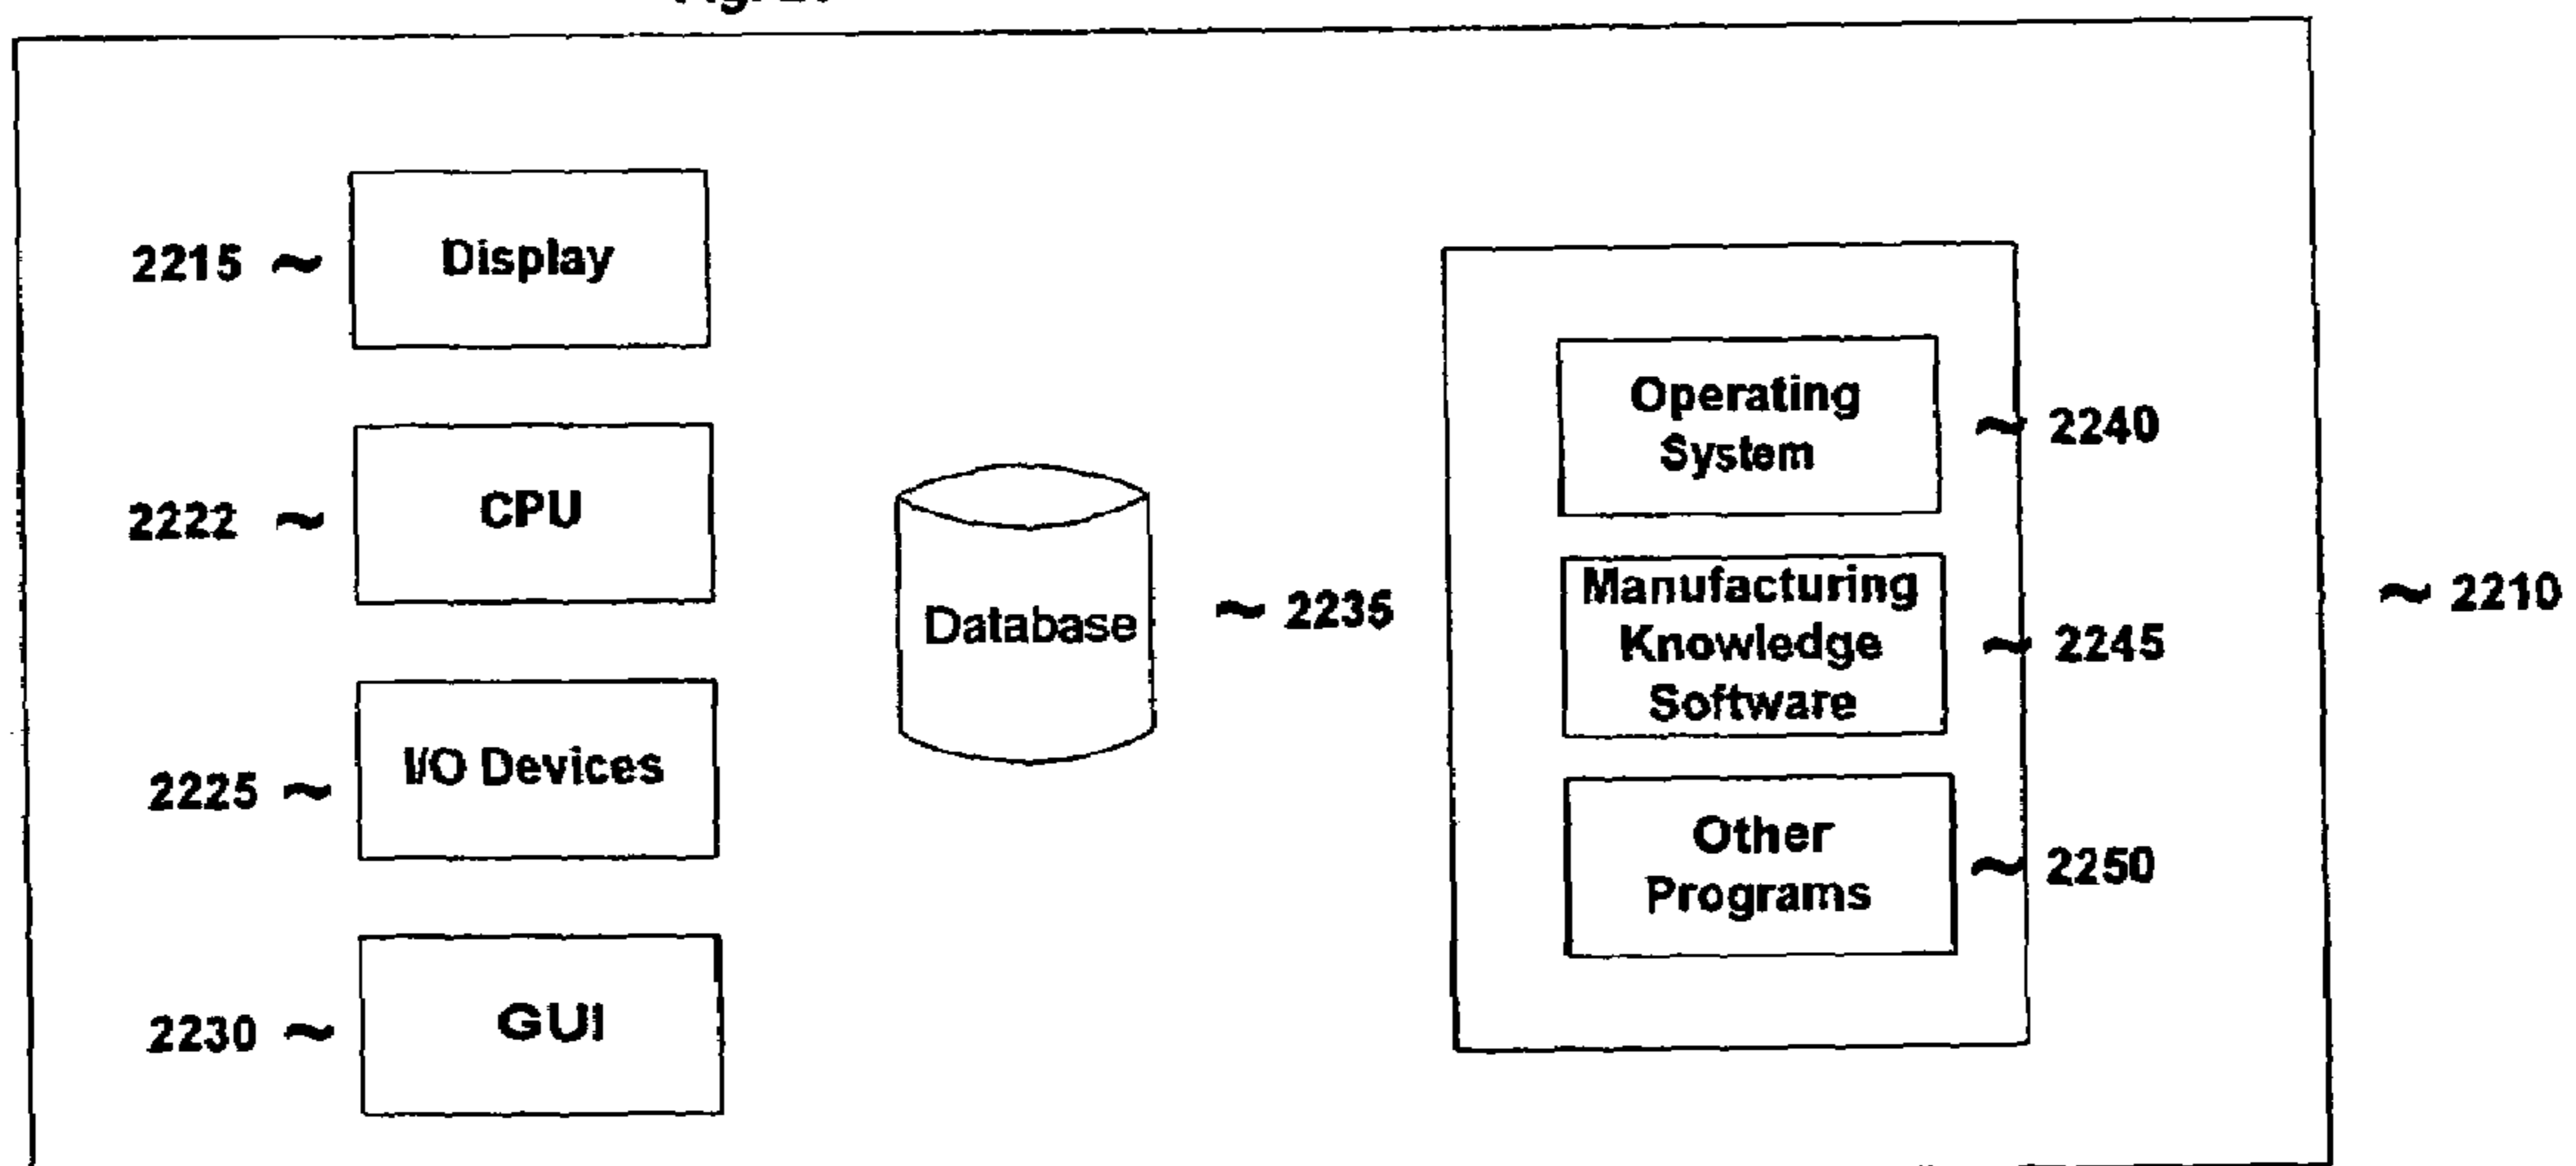 2215 ~ Display
2222 ~ CPU
2225 ~ I/O Devices
2230 ~ GUI
Database ~ 2235
Operating
System ~ 2240
Manufacturing
Knowledge ~ 2245
Software
Other
Programs ~ 2250
~ 2210